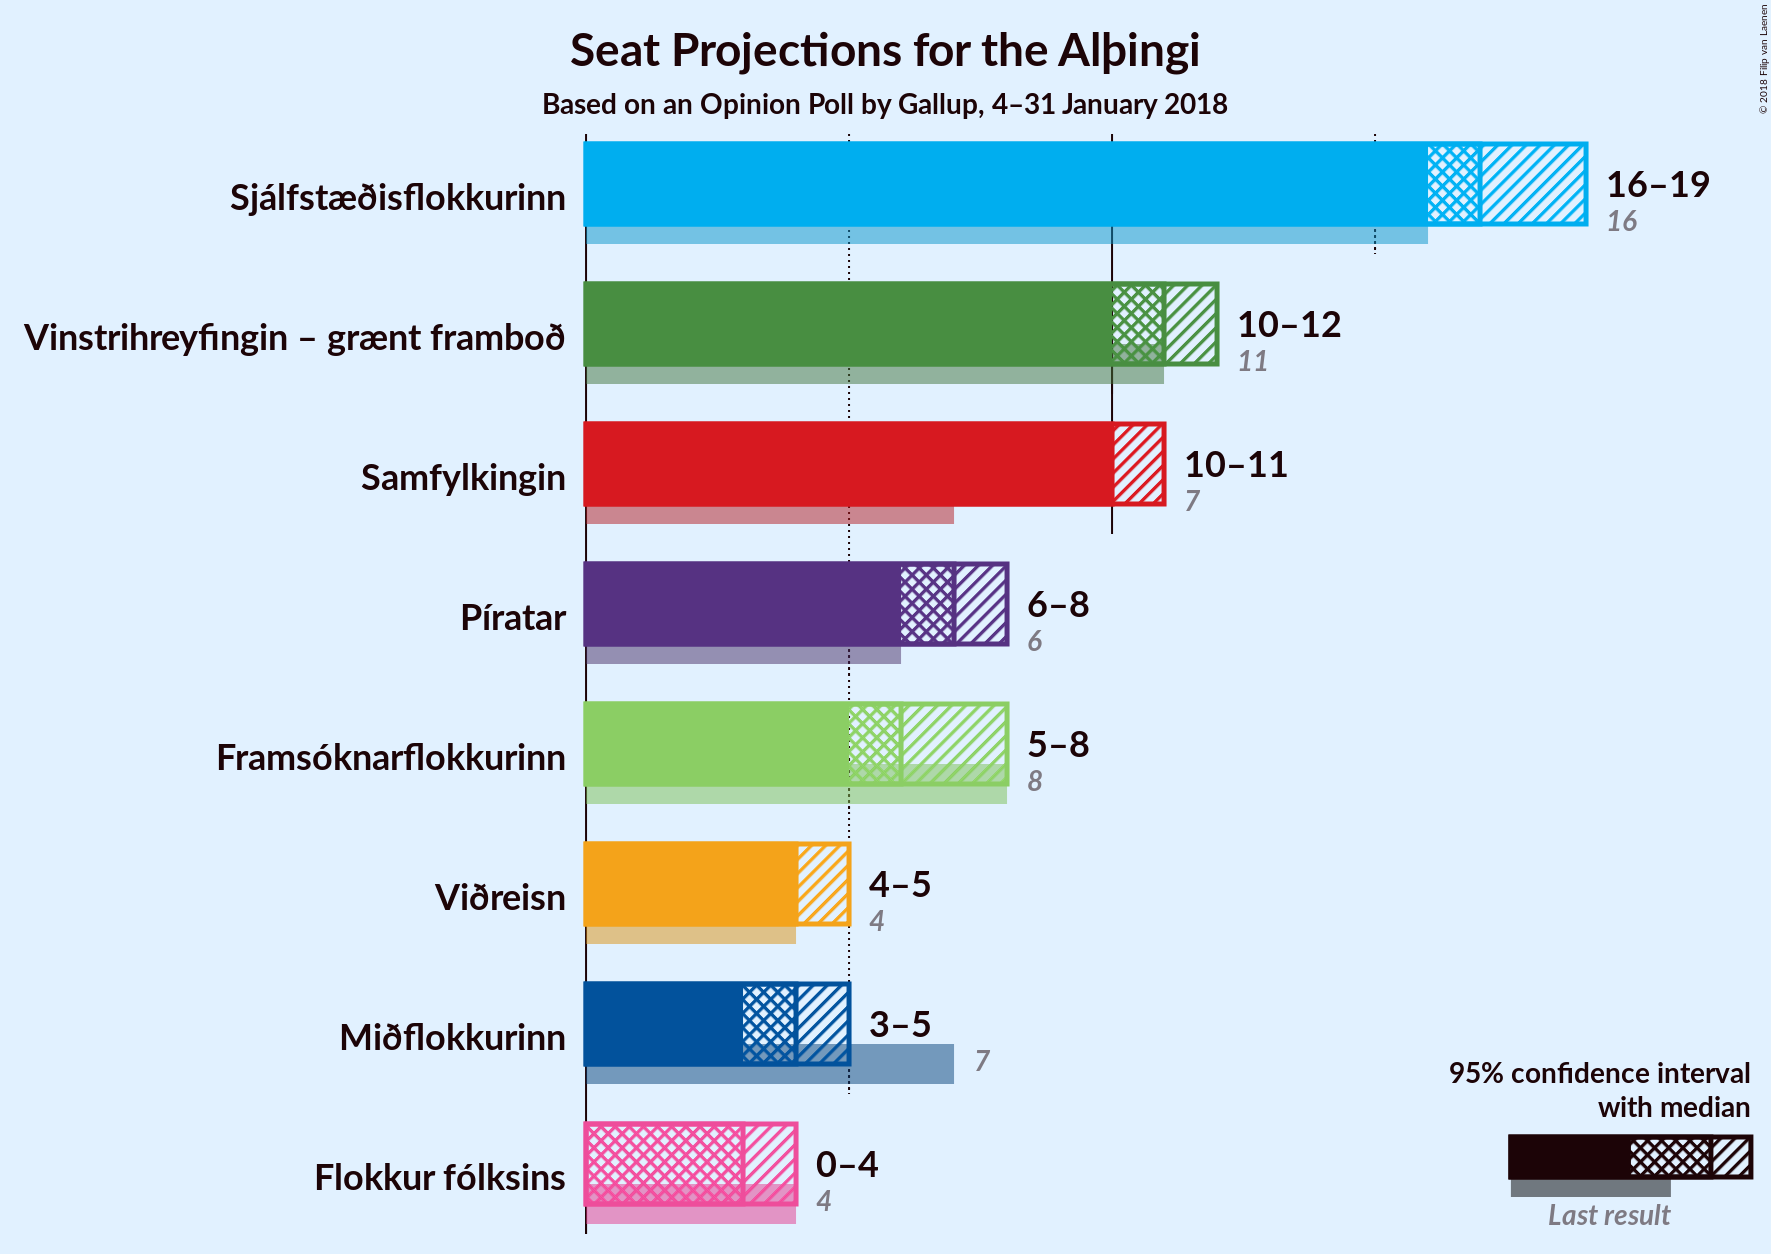 Seat Projections for the Alþingi
Based on an Opinion Poll by Gallup, 4–31 January 2018
© 2018 Filip van Laenen
Sjálfstæðisflokkurinn
16–19
16
Vinstrihreyfingin – grænt framboð
10–12
11
Samfylkingin
10–11
7
Píratar
6–8
6
Framsóknarflokkurinn
5–8
8
Viðreisn
4–5
4
Miðflokkurinn
3–5
7
Flokkur fólksins
0–4
4
95% confidence interval
with median
Last result